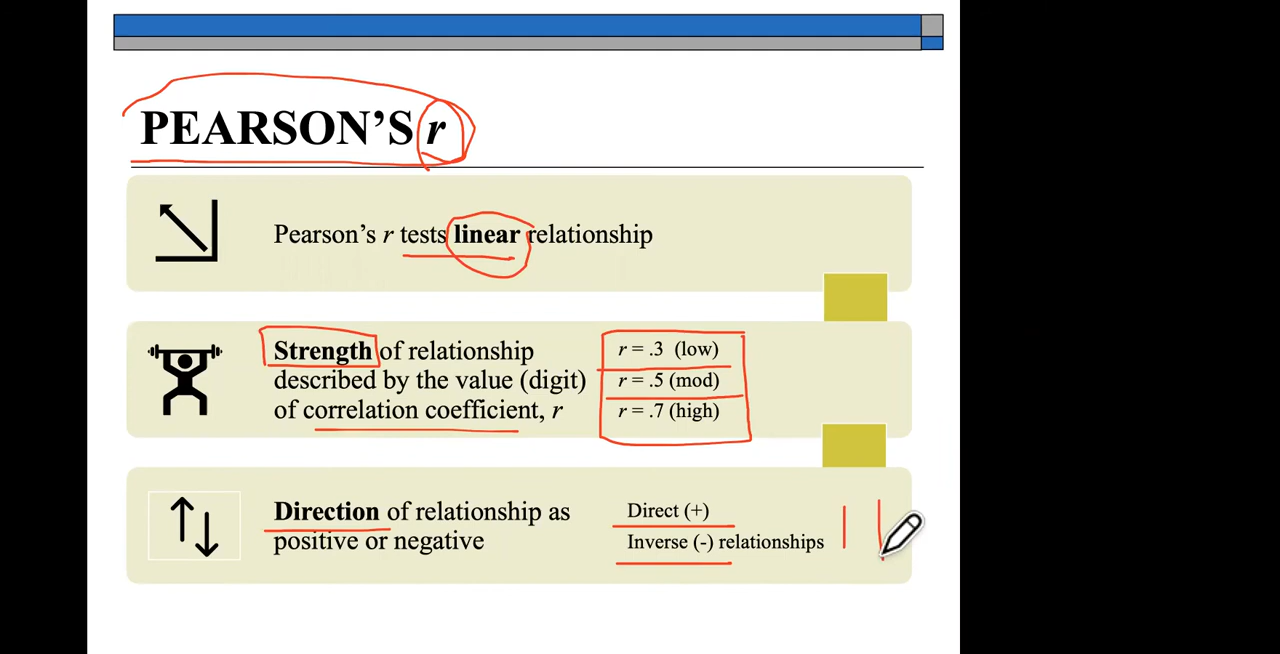 PEARSON'S r
Pearson's r tests linear relationship
Strength of relationship
described by the value (digit)
of correlation coefficient, r
r = .3 (low)
r = .5 (mod)
r = .7 (high)
Direction of relationship as
positive or negative
Direct (+)
Inverse (-) relationships